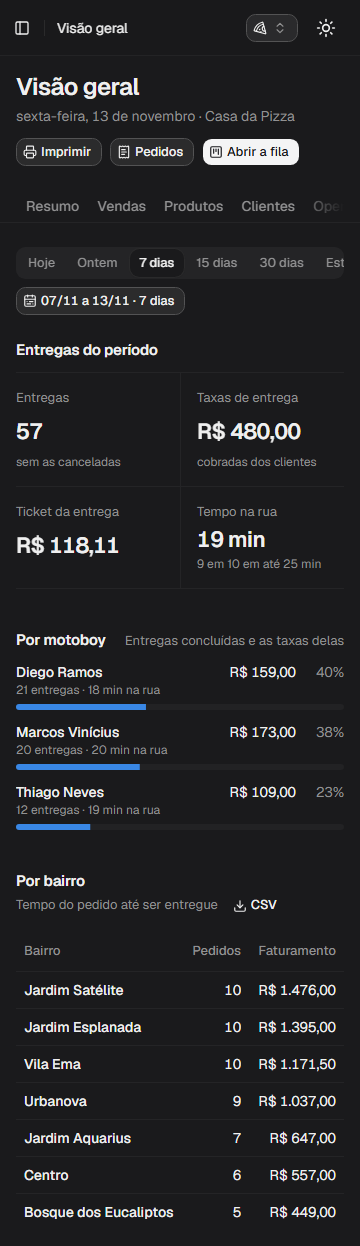 Visão geral
Visão geral
sexta-feira, 13 de novembro · Casa da Pizza
Imprimir Pedidos Abrir a fila
Resumo Vendas Produtos Clientes Ope
Hoje Ontem 7 dias 15 dias 30 dias Est
07/11 a 13/11 · 7 dias
Entregas do período
Entregas
57
sem as canceladas
Taxas de entrega
R$ 480,00
cobradas dos clientes
Ticket da entrega
R$ 118,11
Tempo na rua
19 min
9 em 10 em até 25 min
Por motoboy Entregas concluídas e as taxas delas
Diego Ramos R$ 159,00 40%
21 entregas · 18 min na rua
Marcos Vinícius R$ 173,00 38%
20 entregas · 20 min na rua
Thiago Neves R$ 109,00 23%
12 entregas · 19 min na rua
Por bairro
Tempo do pedido até ser entregue CSV
Bairro Pedidos Faturamento
Jardim Satélite 10 R$ 1.476,00
Jardim Esplanada 10 R$ 1.395,00
Vila Ema 10 R$ 1.171,50
Urbanova 9 R$ 1.037,00
Jardim Aquarius 7 R$ 647,00
Centro 6 R$ 557,00
Bosque dos Eucaliptos 5 R$ 449,00